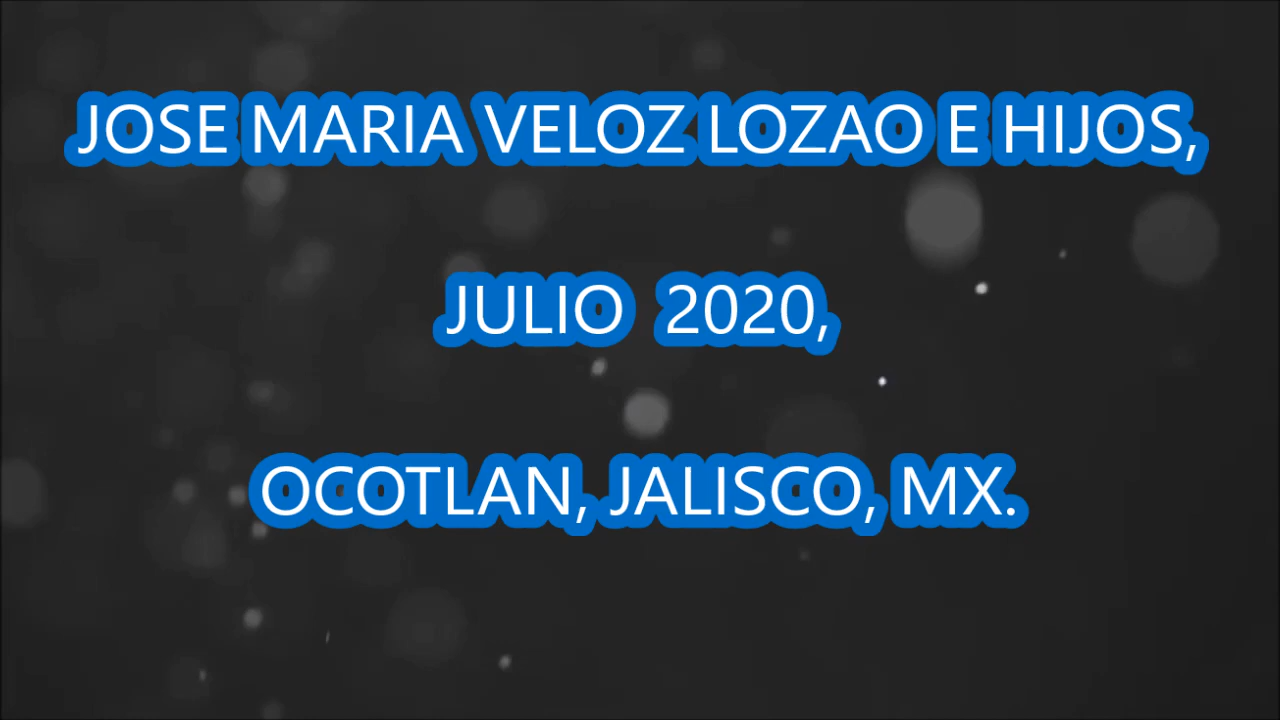 JOSE MARIA VELOZ LOZAO E HIJOS,
JULIO  2020,
OCOTLAN, JALISCO, MX.